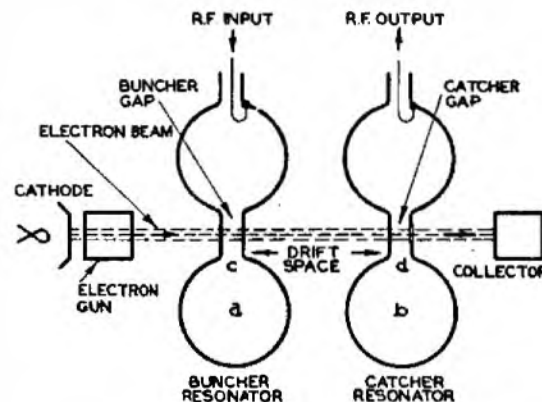 R.F. INPUT
R.F. OUTPUT
BUNCHER
GAP
CATCHER
GAP
ELECTRON BEAM
CATHODE
DRIFT
SPACE
c
d
COLLECTOR
ELECTRON
GUN
a
b
BUNCHER
RESONATOR
CATCHER
RESONATOR